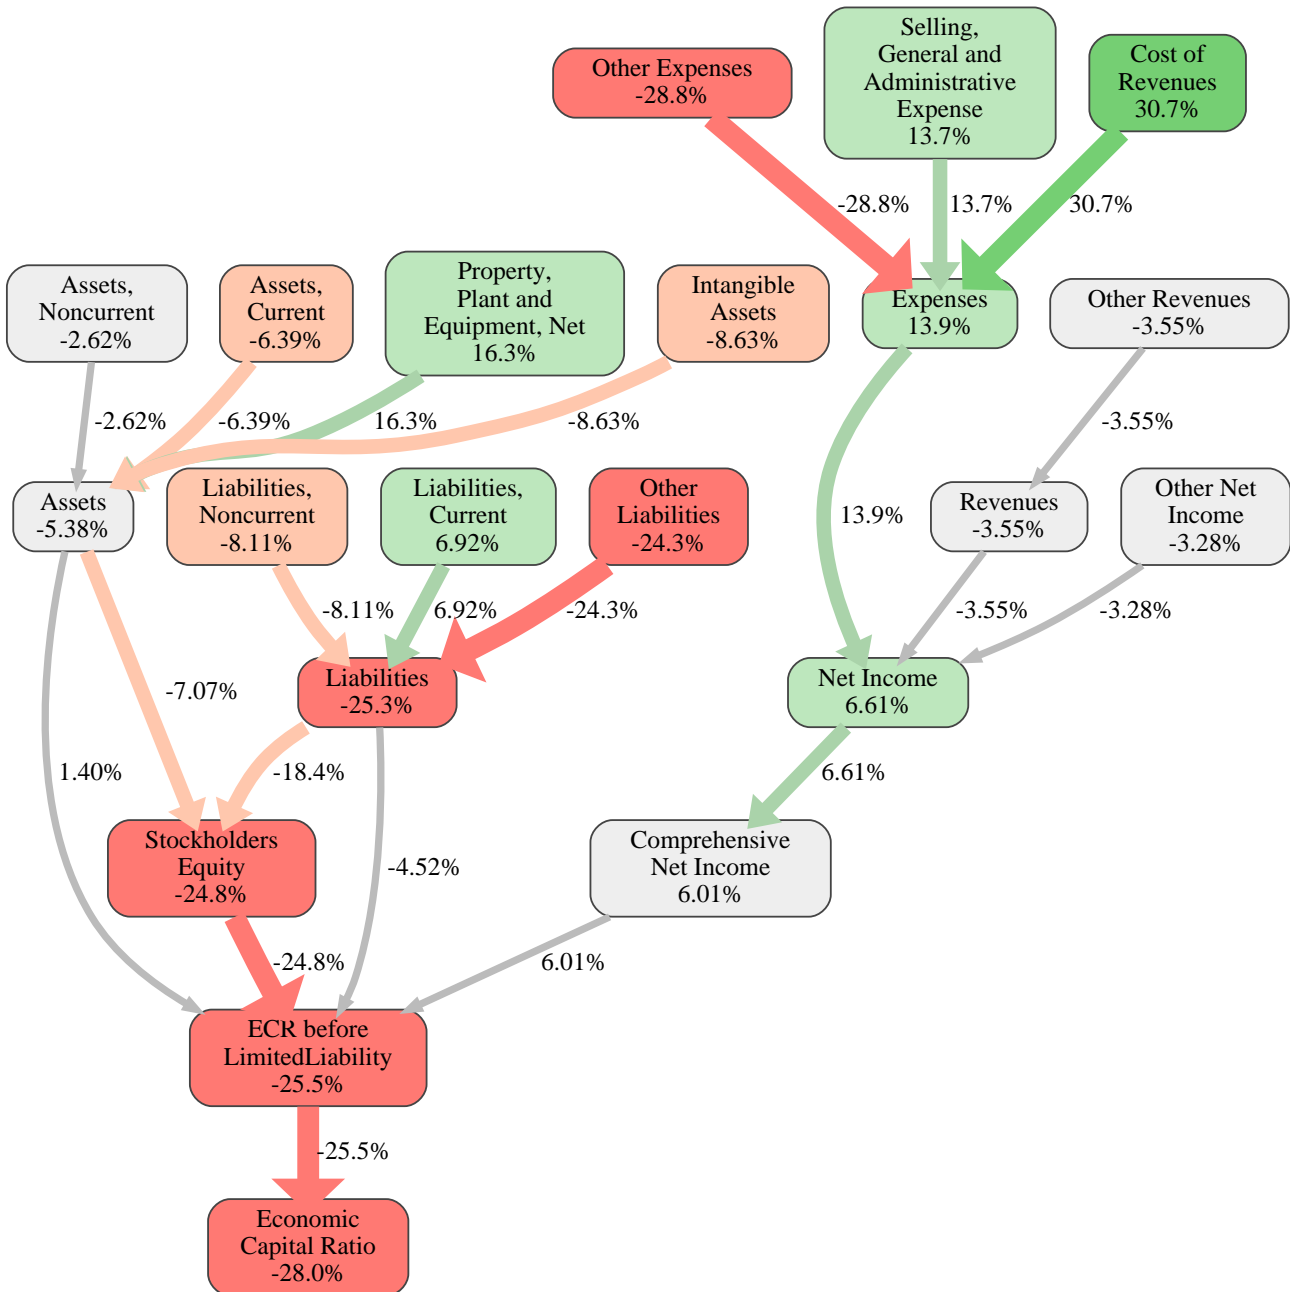 Other Expenses
-28.8%
Selling,
General and
Administrative
Expense
13.7%
Cost of
Revenues
30.7%
-28.8%
13.7%
30.7%
Assets,
Noncurrent
-2.62%
Assets,
Current
-6.39%
Property,
Plant and
Equipment, Net
16.3%
Intangible
Assets
-8.63%
Expenses
13.9%
Other Revenues
-3.55%
-2.62%
-6.39%
16.3%
-8.63%
-3.55%
Assets
-5.38%
Liabilities,
Noncurrent
-8.11%
Liabilities,
Current
6.92%
Other
Liabilities
-24.3%
13.9%
Revenues
-3.55%
Other Net
Income
-3.28%
-8.11%
6.92%
-24.3%
-3.55%
-3.28%
-7.07%
Liabilities
-25.3%
Net Income
6.61%
1.40%
-18.4%
6.61%
Stockholders
Equity
-24.8%
-4.52%
Comprehensive
Net Income
6.01%
-24.8%
6.01%
ECR before
LimitedLiability
-25.5%
-25.5%
Economic
Capital Ratio
-28.0%